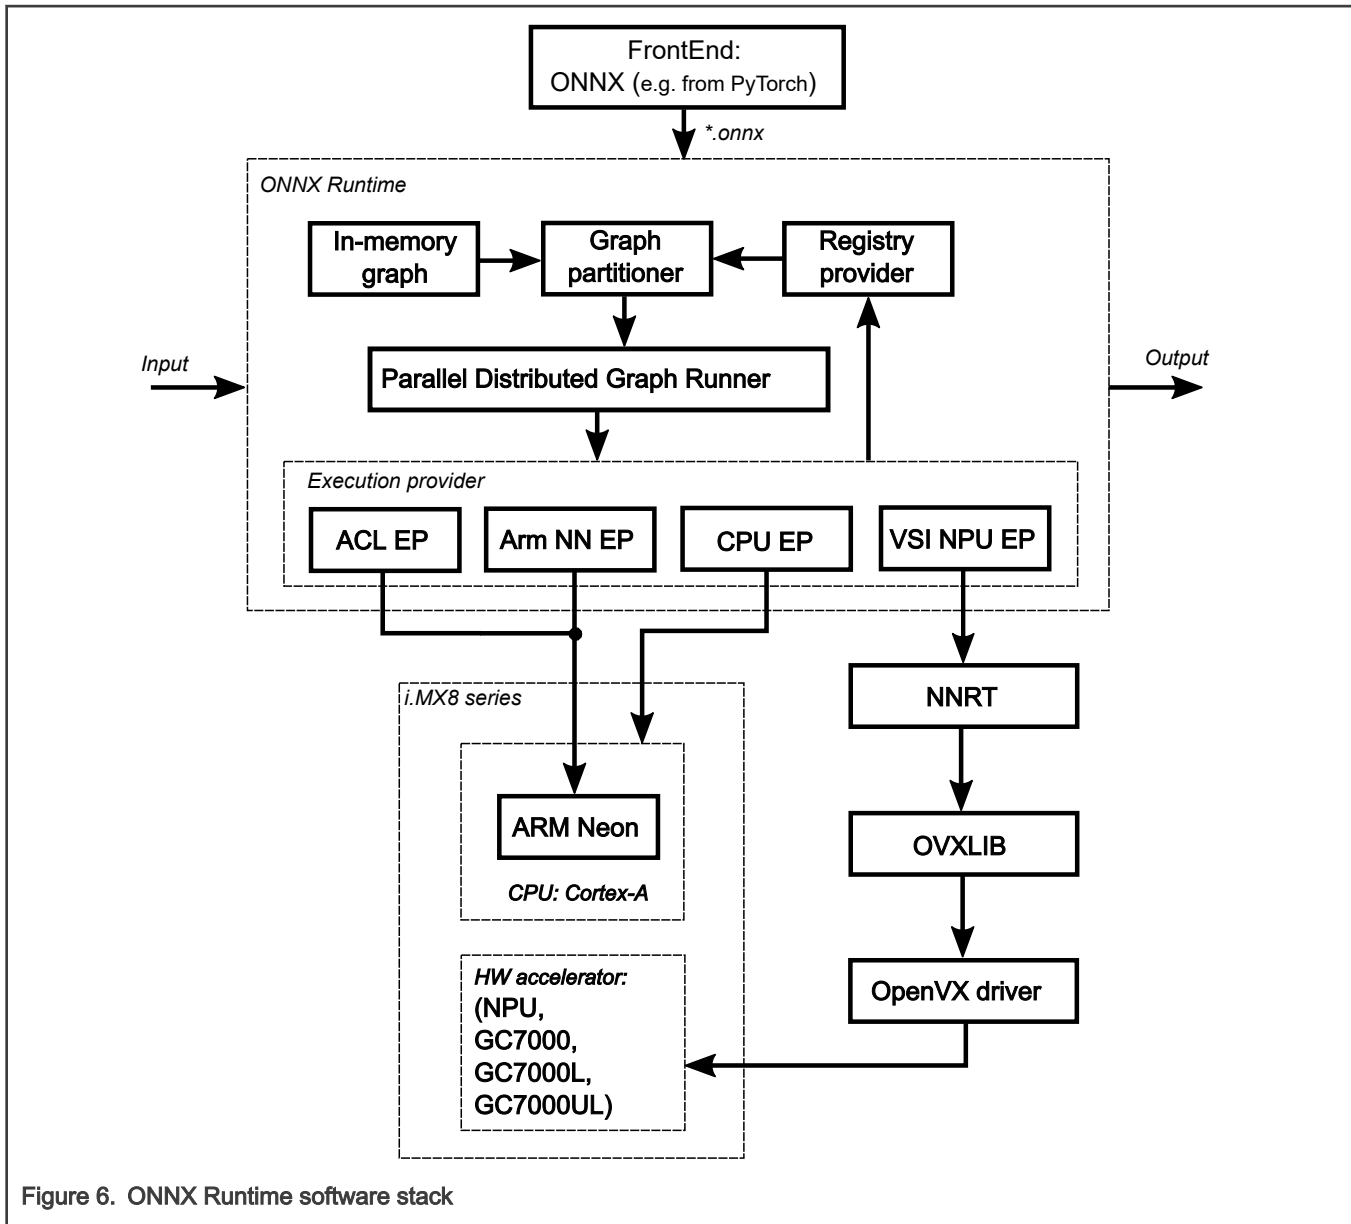 FrontEnd:
ONNX (e.g. from PyTorch)
*.onnx
ONNX Runtime
In-memory
graph
Graph
partitioner
Registry
provider
Input
Output
Parallel Distributed Graph Runner
Execution provider
ACL EP
Arm NN EP
CPU EP
VSI NPU EP
i.MX8 series
NNRT
ARM Neon
OVXLIB
CPU: Cortex-A
HW accelerator:
(NPU,
GC7000,
GC7000L,
GC7000UL)
OpenVX driver
Figure 6. ONNX Runtime software stack